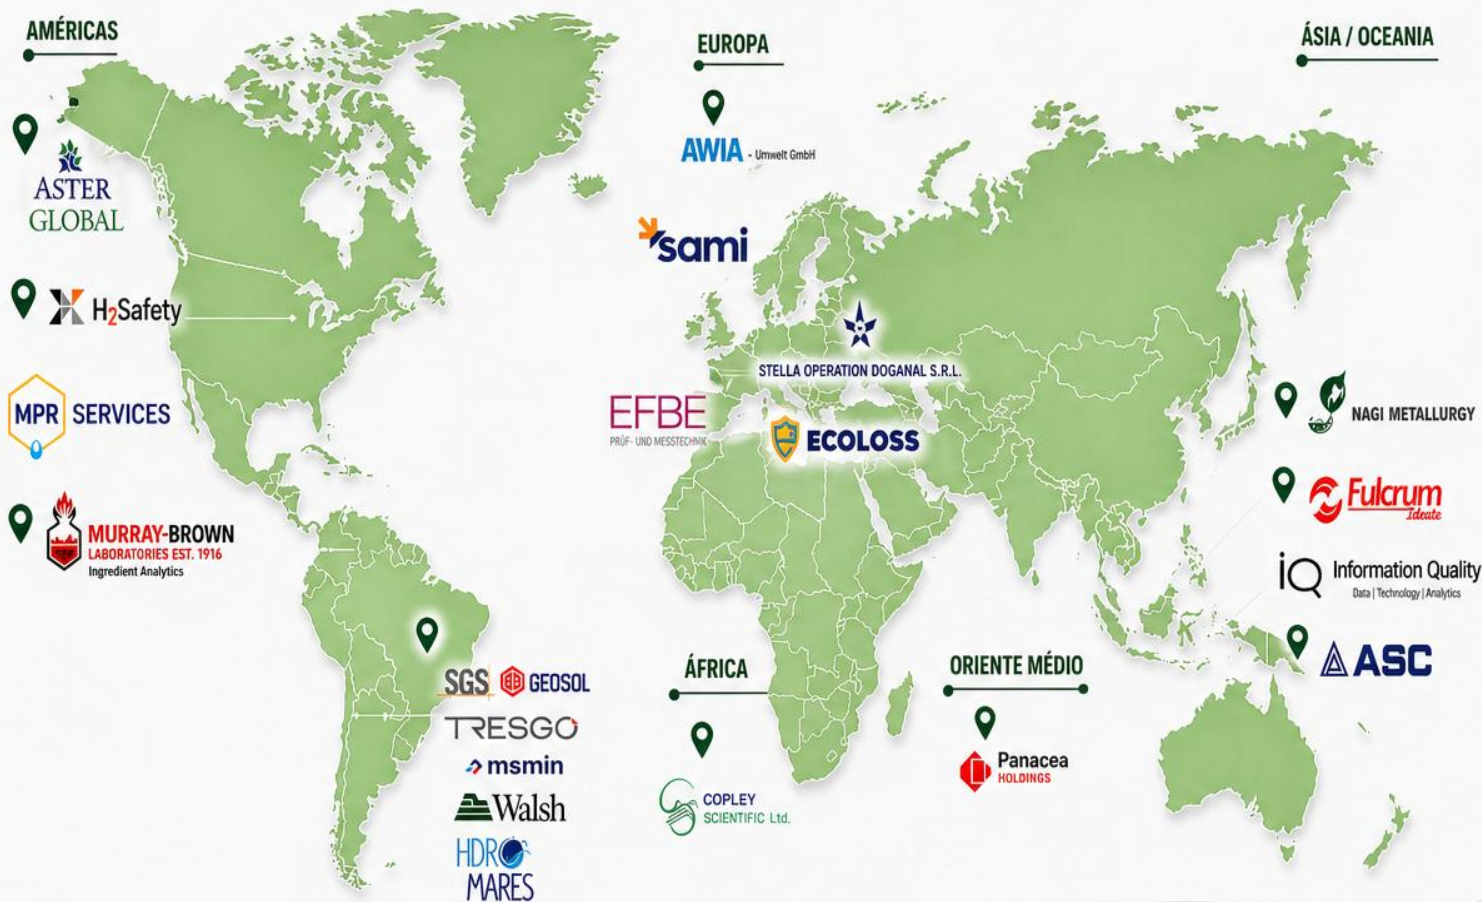 AMÉRICAS
ASTER
GLOBAL
H2Safety
MPR SERVICES
MURRAY-BROWN
LABORATORIES EST. 1916
Ingredient Analytics
SGS GEOSOL
TRESGO
msmin
Walsh
HDRO
MARES
EUROPA
AWIA - Umwelt GmbH
sami
STELLA OPERATION DOGANAL S.R.L.
EFBE
PRÜF- UND MESSTECHNIK
ECOLOSS
ÁFRICA
COPLEY
SCIENTIFIC Ltd.
ORIENTE MÉDIO
Panacea
HOLDINGS
ÁSIA / OCEANIA
NAGI METALLURGY
Fulcrum
Ideate
iQ Information Quality
Data | Technology | Analytics
ASC